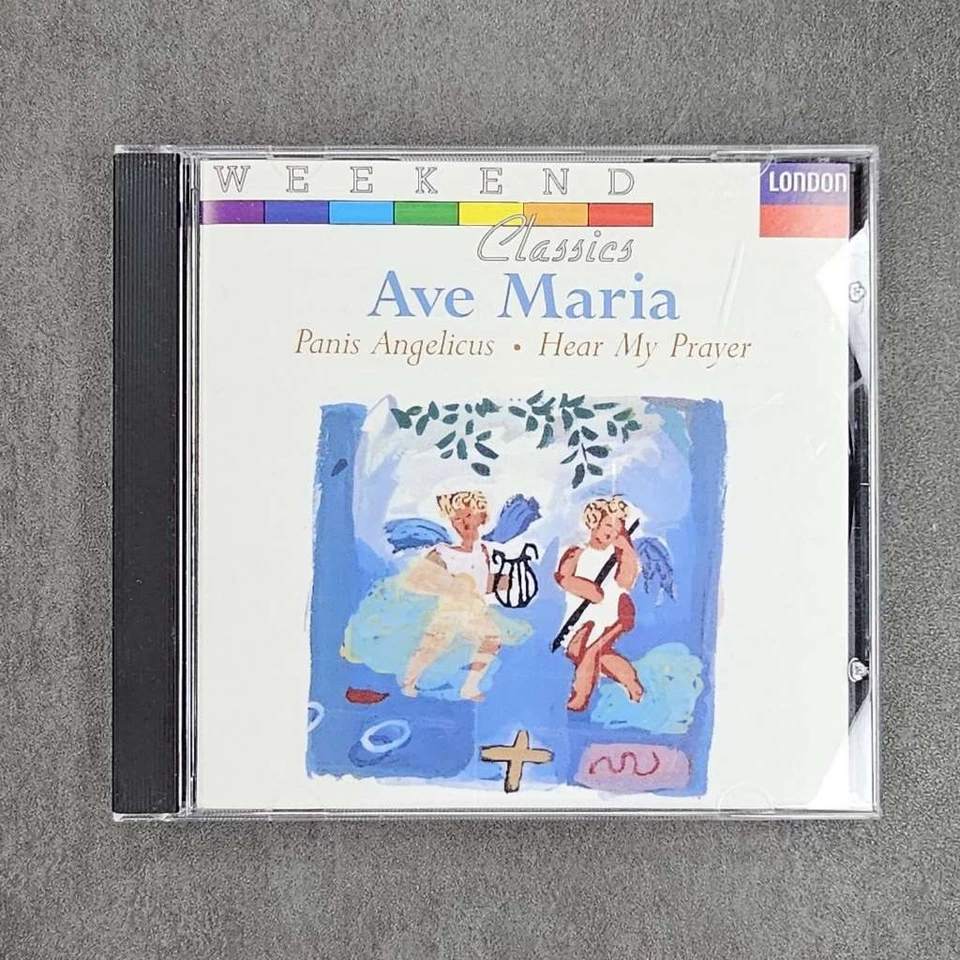 WEEKEND
LONDON
Classics
Ave Maria
Panis Angelicus • Hear My Prayer